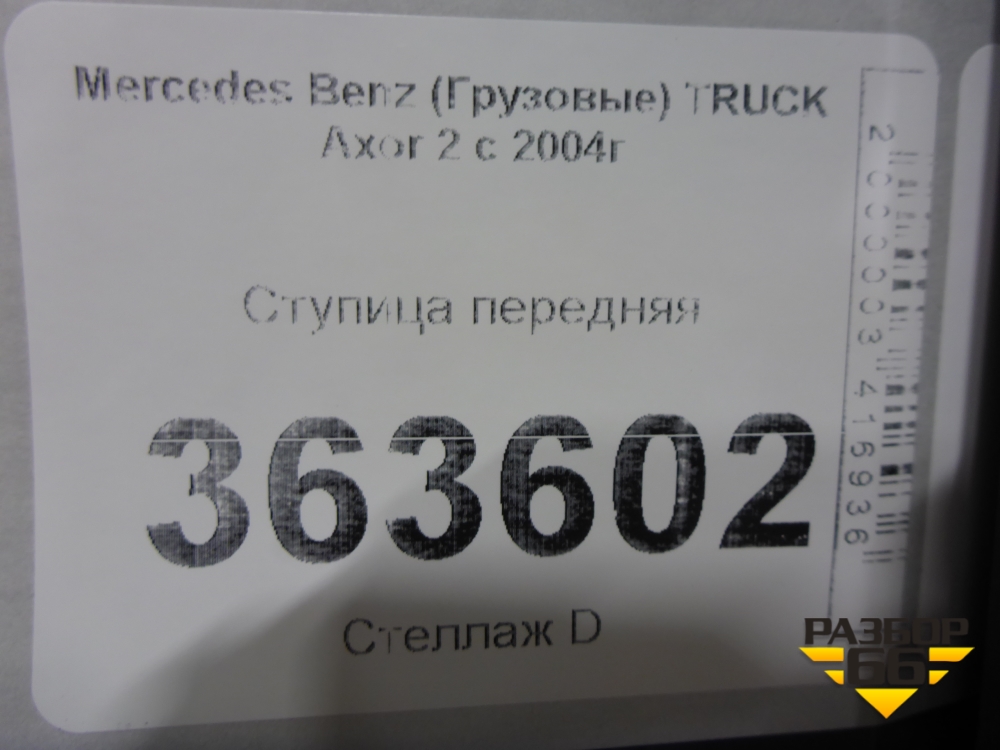 Mercedes Benz (Грузовые) TRUCK
Axor 2 с 2004г
Ступица передняя
363602
Стеллаж D
2000003416936
РАЗБОР
66